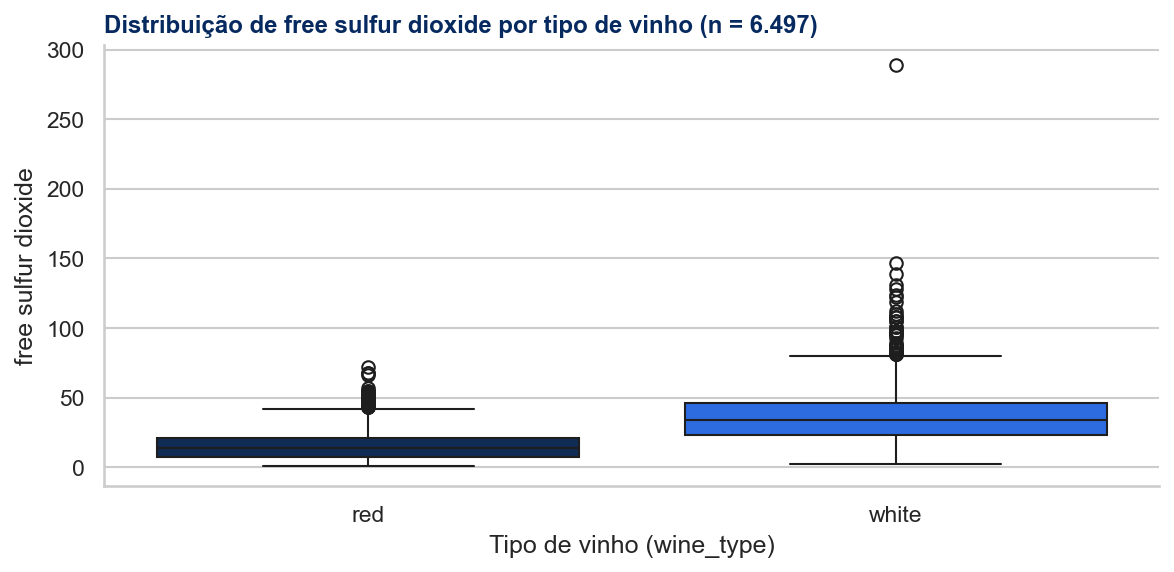 Distribuição de free sulfur dioxide por tipo de vinho (n = 6.497)
300
250
200
150
100
50
0
free sulfur dioxide
red
white
Tipo de vinho (wine_type)